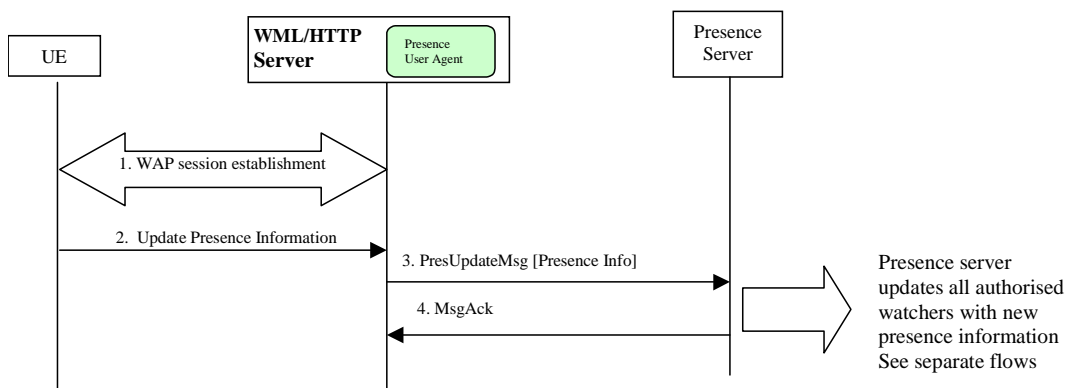 UE
WML/HTTP
Server
Presence
User Agent
Presence
Server
1. WAP session establishment
2. Update Presence Information
3. PresUpdateMsg [Presence Info]
4. MsgAck
Presence server
updates all authorised
watchers with new
presence information
See separate flows